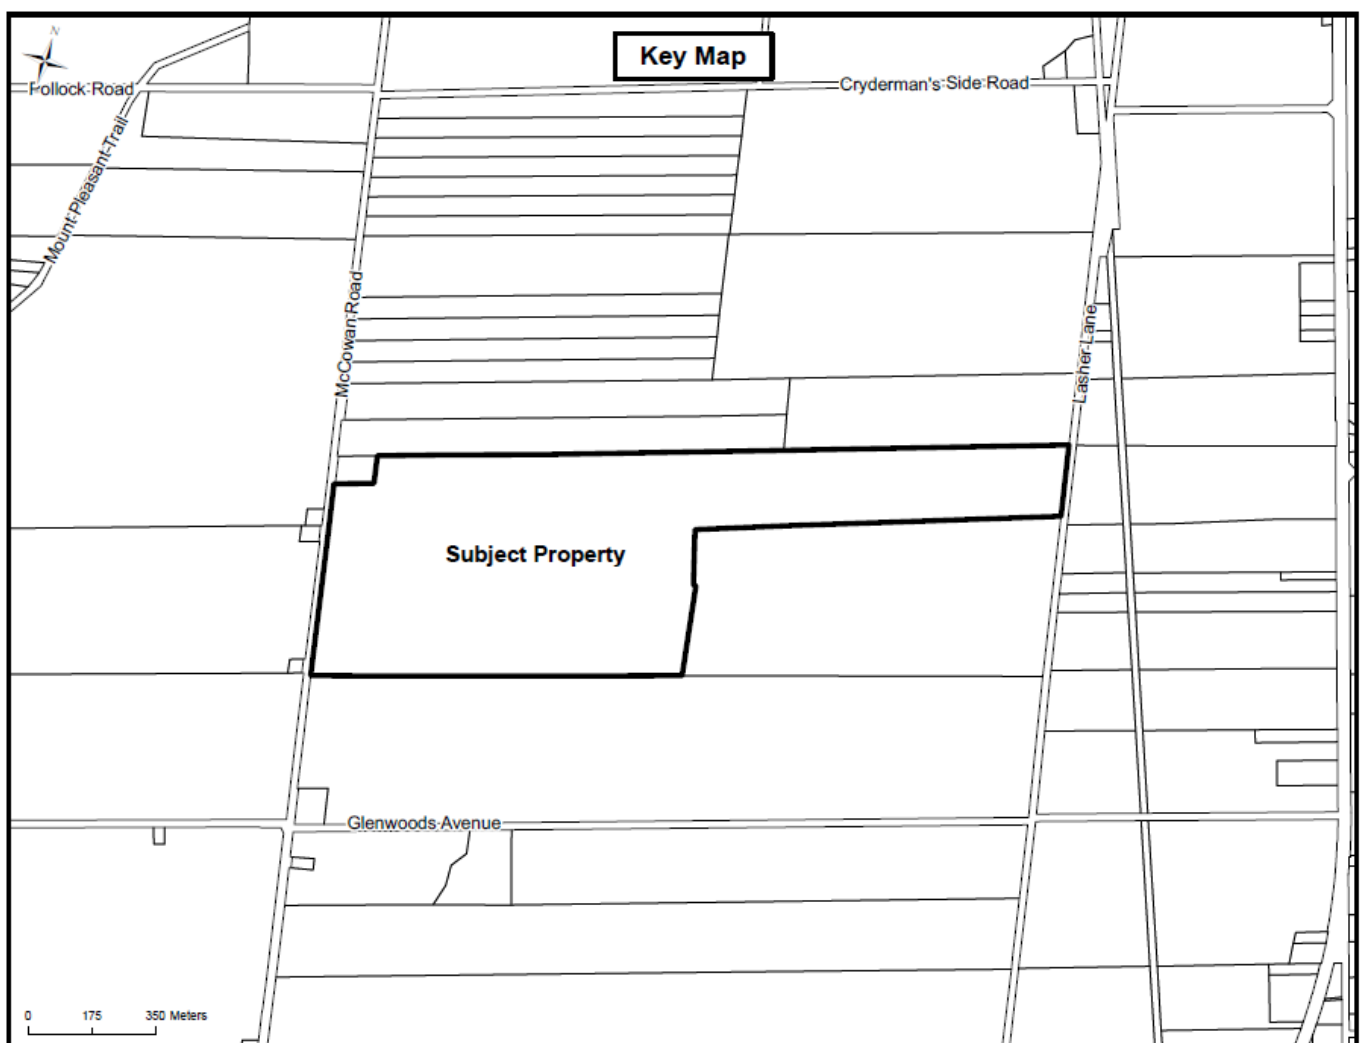 N
Key Map
Pollock Road
Cryderman's Side Road
Mount Pleasant Trail
McCowan Road
Lasher Lane
Subject Property
Glenwoods Avenue
0 175 350 Meters